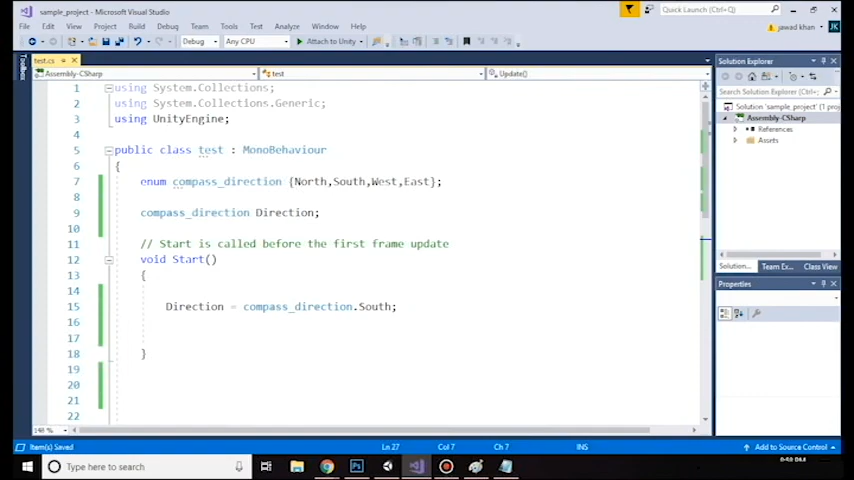 sample_project - Microsoft Visual Studio
Quick Launch (Ctrl+Q)
File Edit View Project Build Debug Team Tools Test Analyze Window Help
jawad khan
JK
Debug Any CPU Attach to Unity
Toolbox
test.cs
Assembly-CSharp test Update()
1 using System.Collections;
2 using System.Collections.Generic;
3 using UnityEngine;
4
5 public class test : MonoBehaviour
6 {
7 enum compass_direction {North,South,West,East};
8
9 compass_direction Direction;
10
11 // Start is called before the first frame update
12 void Start()
13 {
14
15 Direction = compass_direction.South;
16
17
18 }
19
20
21
22
148 %
Solution Explorer
Search Solution Explorer (Ctrl+
Solution 'sample_project' (1 proj
Assembly-CSharp
References
Assets
Solution... Team Ex... Class View
Properties
Item(s) Saved Ln 27 Col 7 Ch 7 INS Add to Source Control
Type here to search